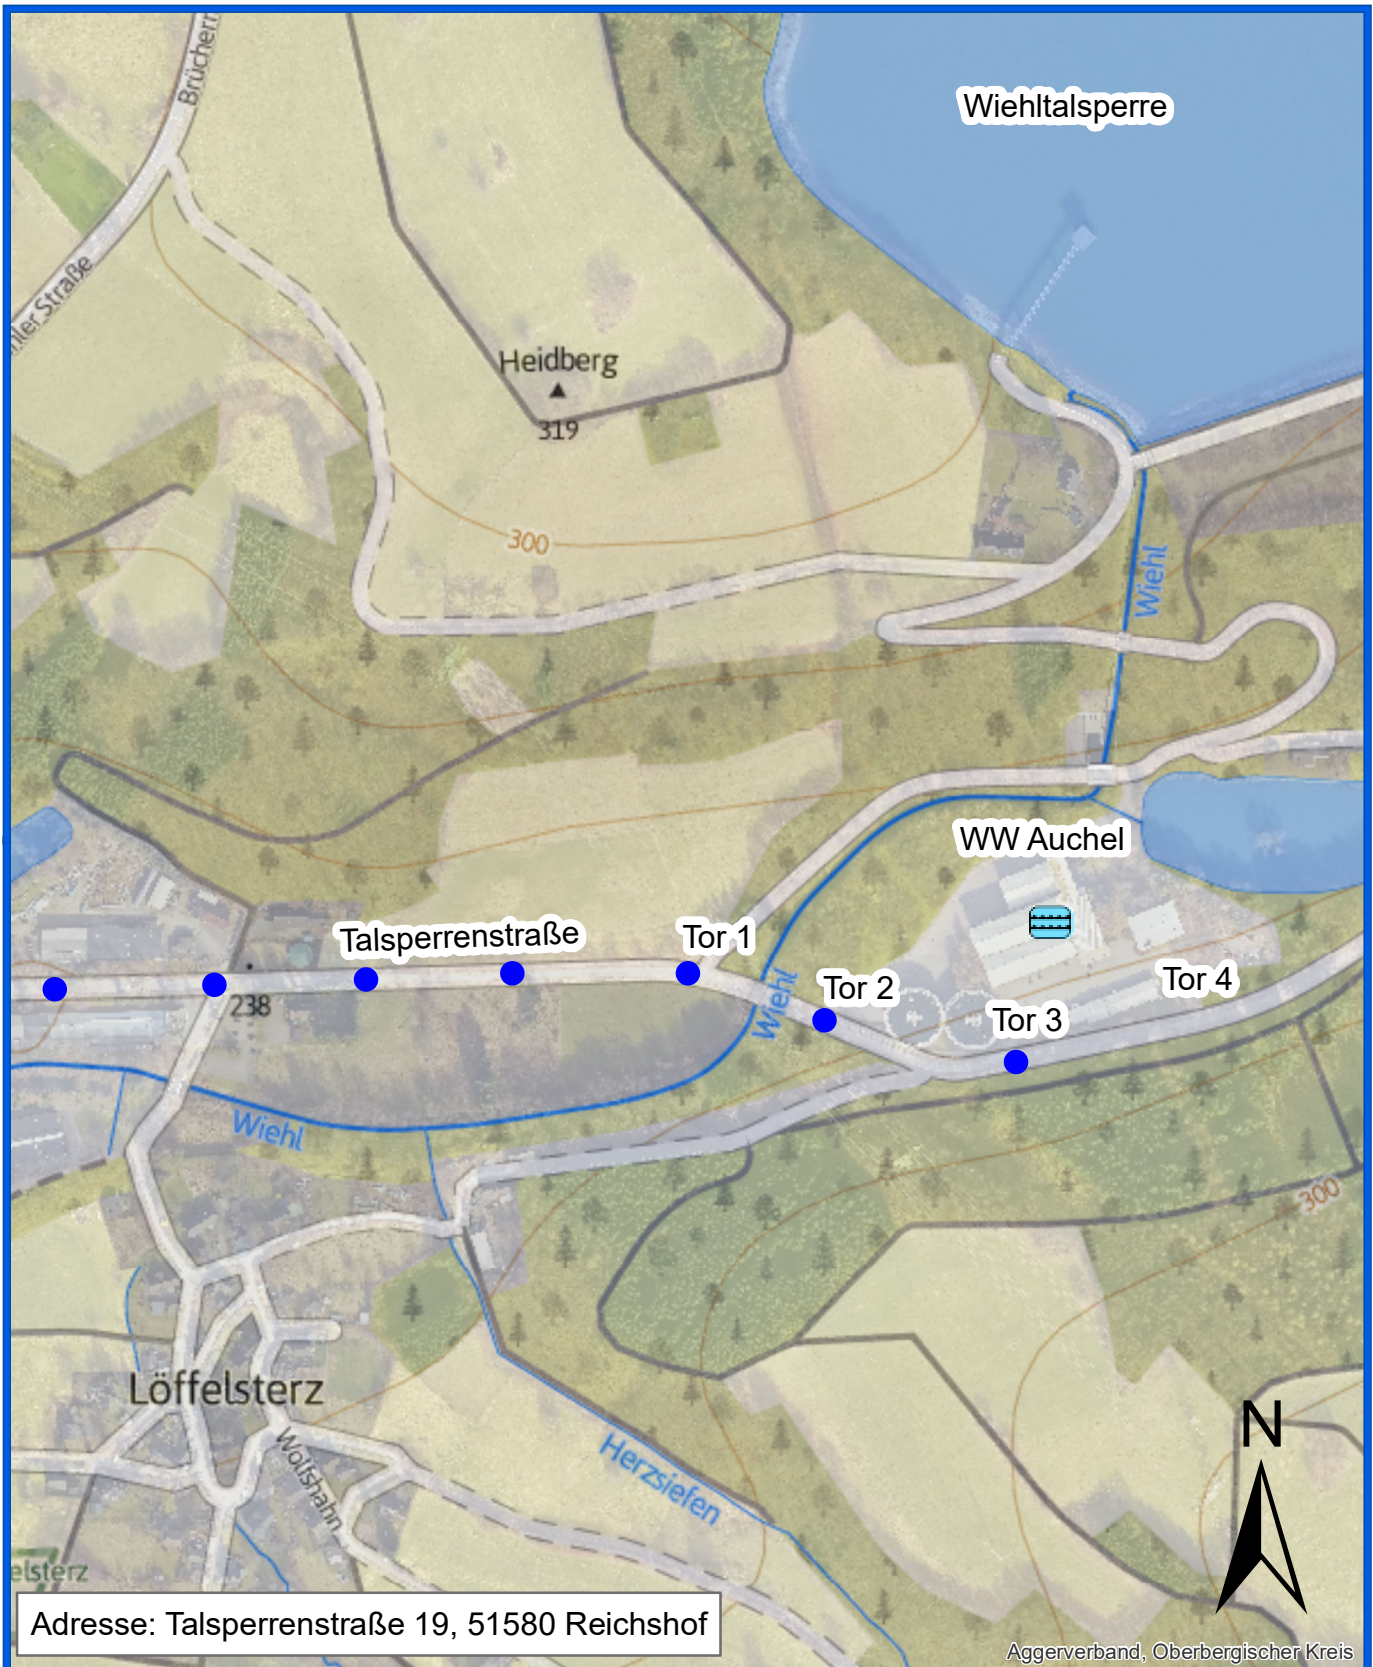 Brüchern
Wiehltalsperre
hler Straße
Heidberg
319
300
Wiehl
WW Auchel
Talsperrenstraße
Tor 1
Tor 2
Tor 4
238
Wiehl
Tor 3
Wiehl
300
Löffelsterz
N
Wolfshahn
Herzsiefen
elsterz
Adresse: Talsperrenstraße 19, 51580 Reichshof
Aggerverband, Oberbergischer Kreis